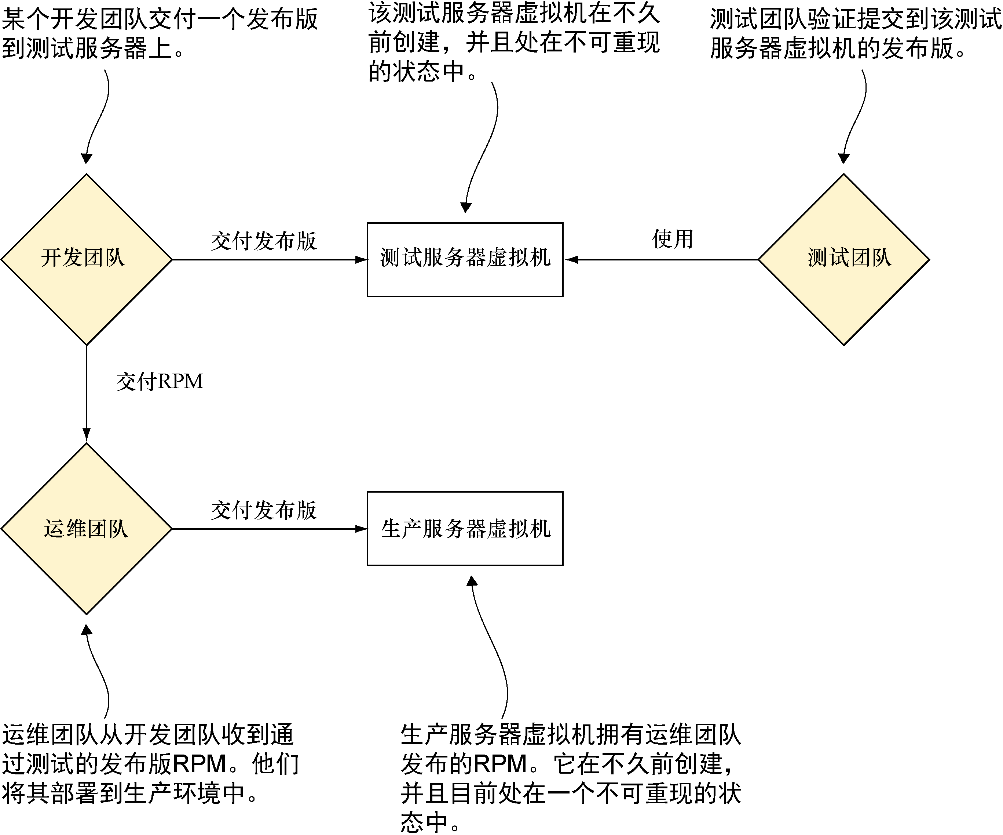 某个开发团队交付一个发布版
到测试服务器上。
该测试服务器虚拟机在不久
前创建，并且处在不可重现
的状态中。
测试团队验证提交到该测试
服务器虚拟机的发布版。
开发团队
交付发布版
测试服务器虚拟机
使用
测试团队
交付RPM
运维团队
交付发布版
生产服务器虚拟机
运维团队从开发团队收到通
过测试的发布版RPM。他们
将其部署到生产环境中。
生产服务器虚拟机拥有运维团队
发布的RPM。它在不久前创建，
并且目前处在一个不可重现的状
态中。